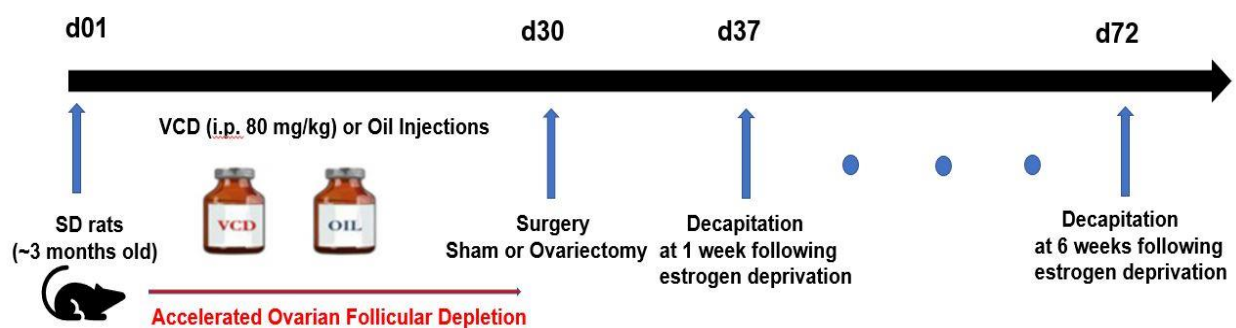 d01
d30
d37
d72
VCD (i.p. 80 mg/kg) or Oil Injections
VCD
OIL
SD rats
(~3 months old)
Surgery
Sham or Ovariectomy
Decapitation
at 1 week following
estrogen deprivation
Decapitation
at 6 weeks following
estrogen deprivation
Accelerated Ovarian Follicular Depletion